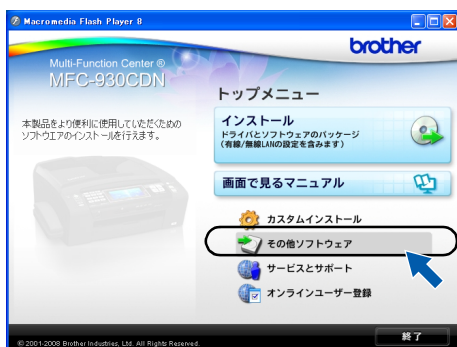 Macromedia Flash Player 8
brother
Multi-Function Center ®
MFC-930CDN
トップメニュー
本製品をより便利に使用していただくための
ソフトウエアのインストールを行えます。
インストール
ドライバとソフトウェアのパッケージ
(有線/無線LANの設定を含みます)
画面で見るマニュアル
カスタムインストール
その他ソフトウェア
サービスとサポート
オンラインユーザー登録
© 2001-2008 Brother Industries, Ltd. All Rights Reserved.
終了